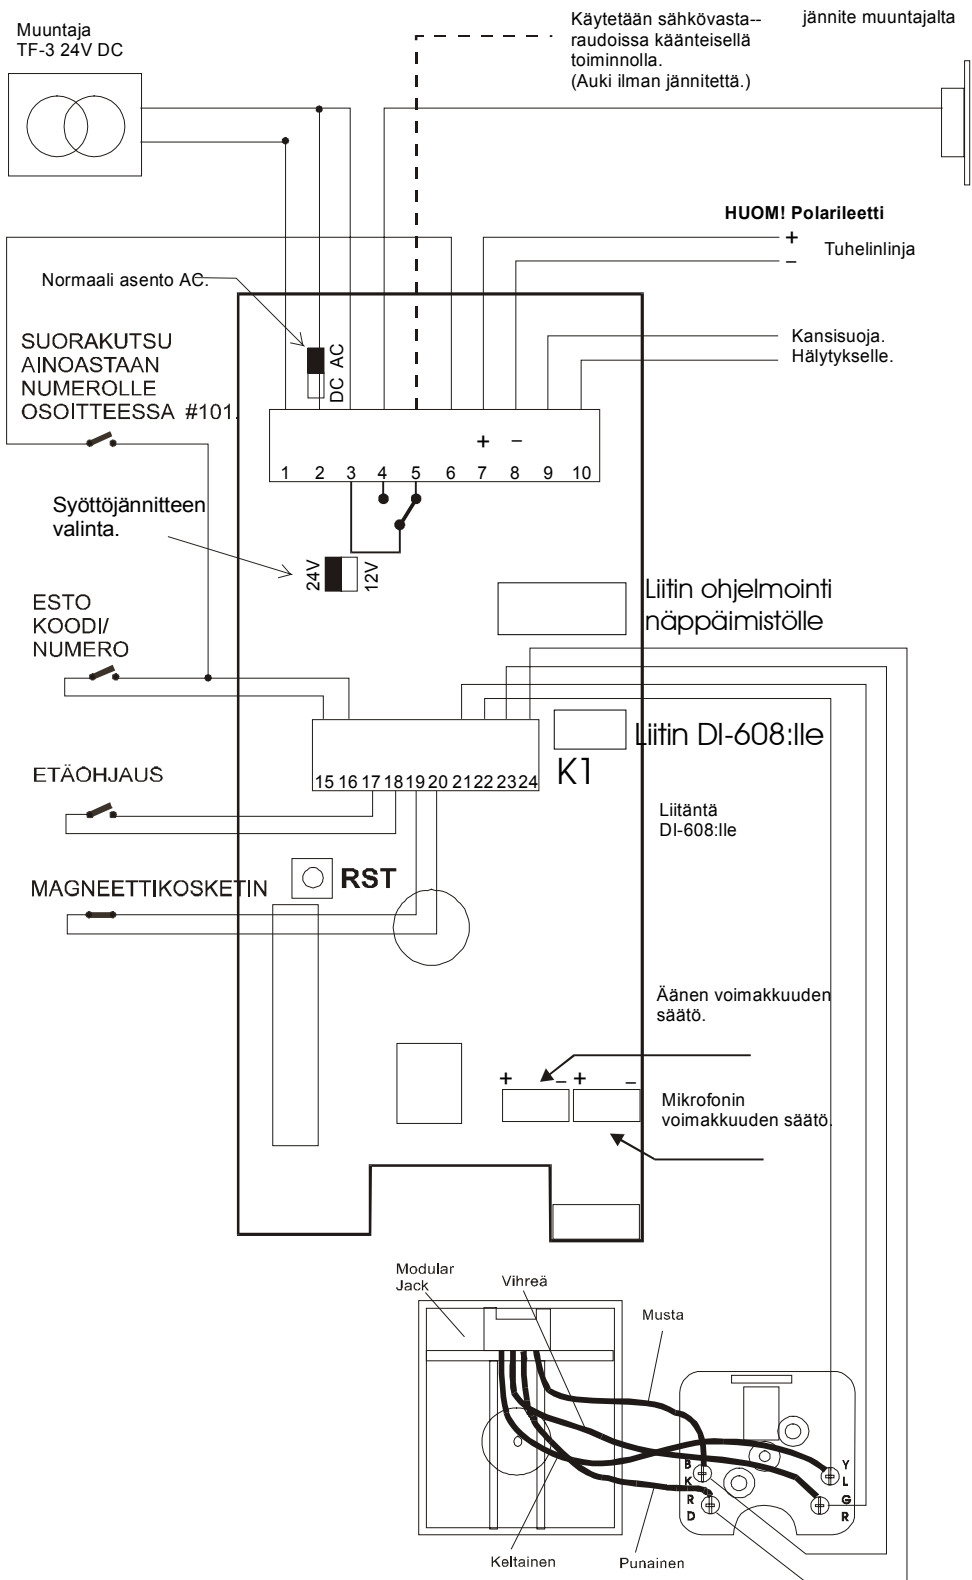 Muuntaja
TF-3 24V DC
Käytetään sähkövasta--
raudoissa käänteisellä
toiminnolla.
(Auki ilman jännitettä.)
jännite muuntajalta
HUOM! Polarileetti
+
Tuhelinlinja
–
Normaali asento AC.
Kansisuoja.
Hälytykselle.
SUORAKUTSU
AINOASTAAN
NUMEROLLE
OSOITTEESSA #101.
DC AC
+ –
1 2 3 4 5 6 7 8 9 10
Syöttöjännitteen
valinta.
24V
12V
Liitin ohjelmointi
näppäimistölle
ESTO
KOODI/
NUMERO
Liitin DI-608:lle
K1
15 16 17 18 19 20 21 22 23 24
ETÄOHJAUS
Liitäntä
DI-608:lle
RST
MAGNEETTIKOSKETIN
Äänen voimakkuuden
säätö.
+ – + –
Mikrofonin
voimakkuuden säätö.
Modular
Jack
Vihreä
Musta
B
K
R
D
Y
L
G
R
Keltainen
Punainen